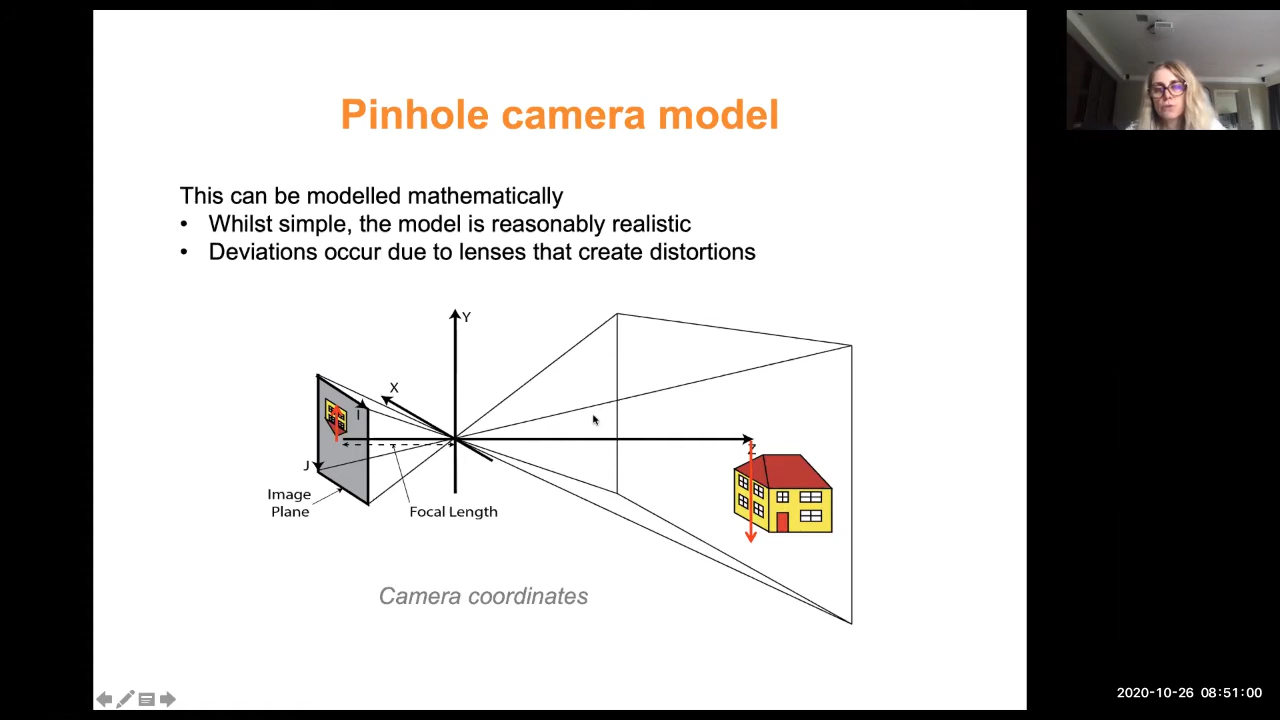 Pinhole camera model
This can be modelled mathematically
• Whilst simple, the model is reasonably realistic
• Deviations occur due to lenses that create distortions
Y
X
I
Z
J
Image
Plane
Focal Length
Camera coordinates
2020-10-26 08:51:00